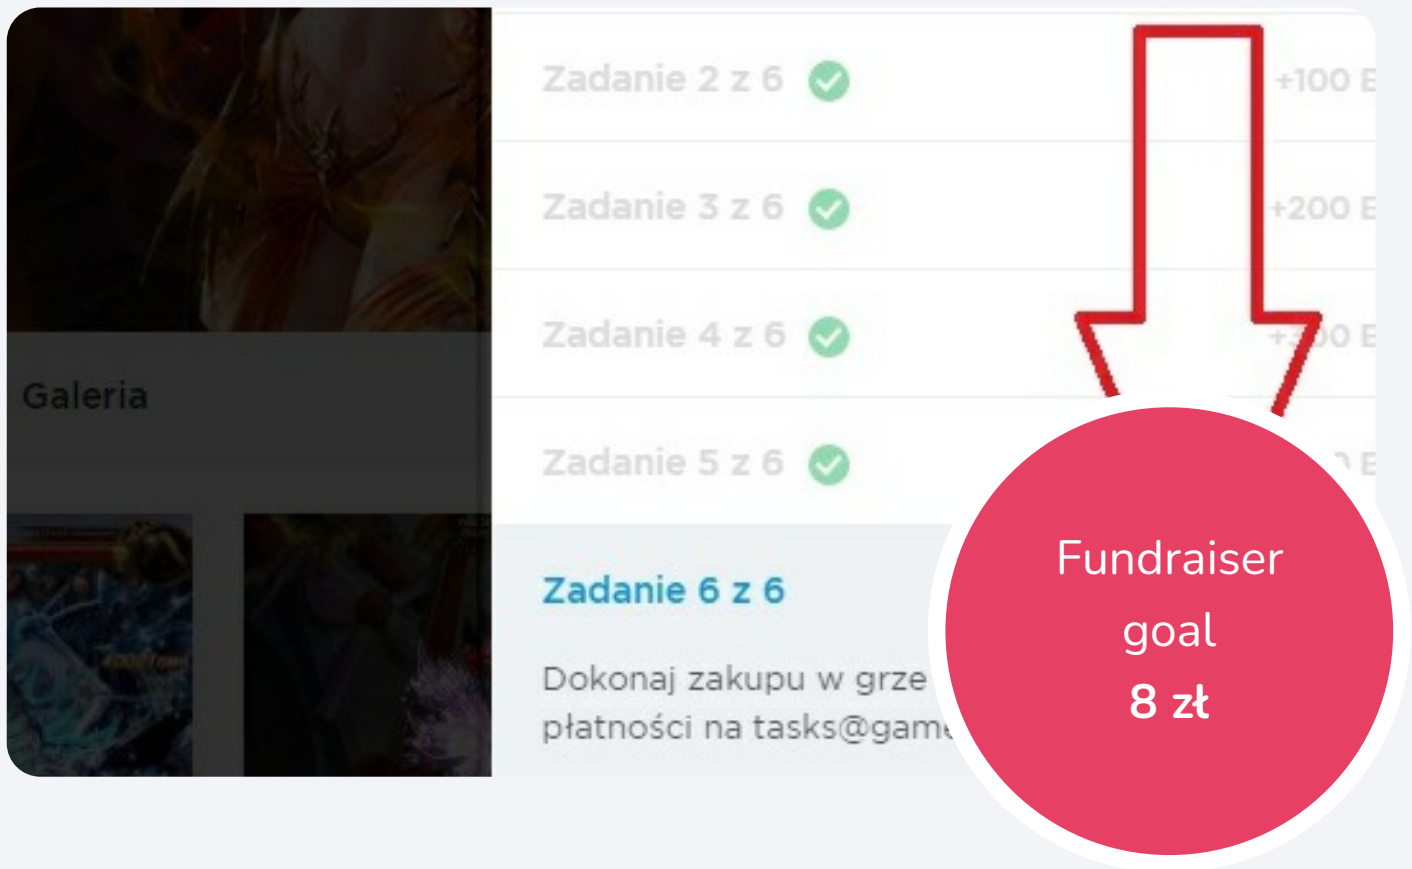 Zadanie 2 z 6
+100 E
Zadanie 3 z 6
+200 E
Zadanie 4 z 6
Galeria
Zadanie 5 z 6
Zadanie 6 z 6
Dokonaj zakupu w grze
płatności na tasks@game
Fundraiser
goal
8 zł